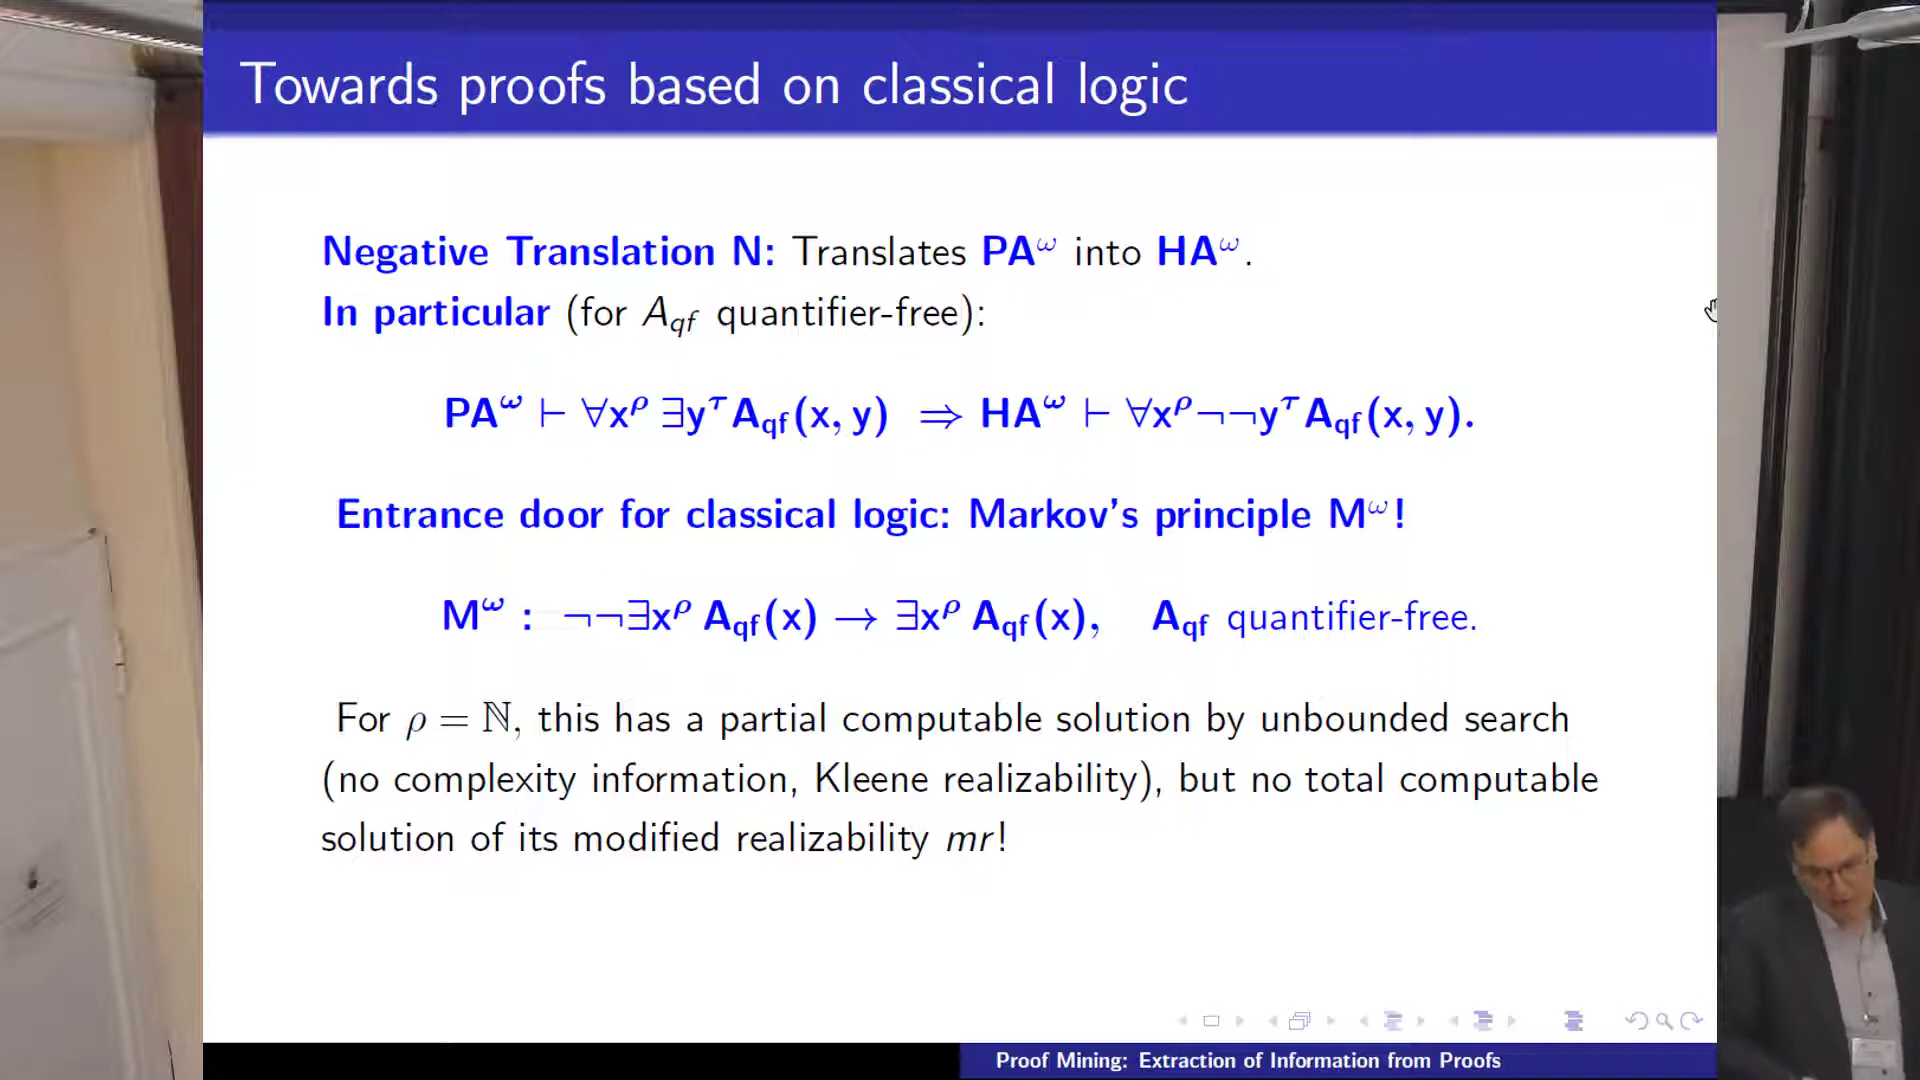 Towards proofs based on classical logic
Negative Translation N: Translates PA^ω into HA^ω.
In particular (for A_qf quantifier-free):
PA^ω ⊢ ∀x^ρ ∃y^τ A_qf(x, y) ⇒ HA^ω ⊢ ∀x^ρ¬¬y^τ A_qf(x, y).
Entrance door for classical logic: Markov's principle M^ω!
M^ω : ¬¬∃x^ρ A_qf(x) → ∃x^ρ A_qf(x), A_qf quantifier-free.
For ρ = ℕ, this has a partial computable solution by unbounded search
(no complexity information, Kleene realizability), but no total computable
solution of its modified realizability mr!
Proof Mining: Extraction of Information from Proofs